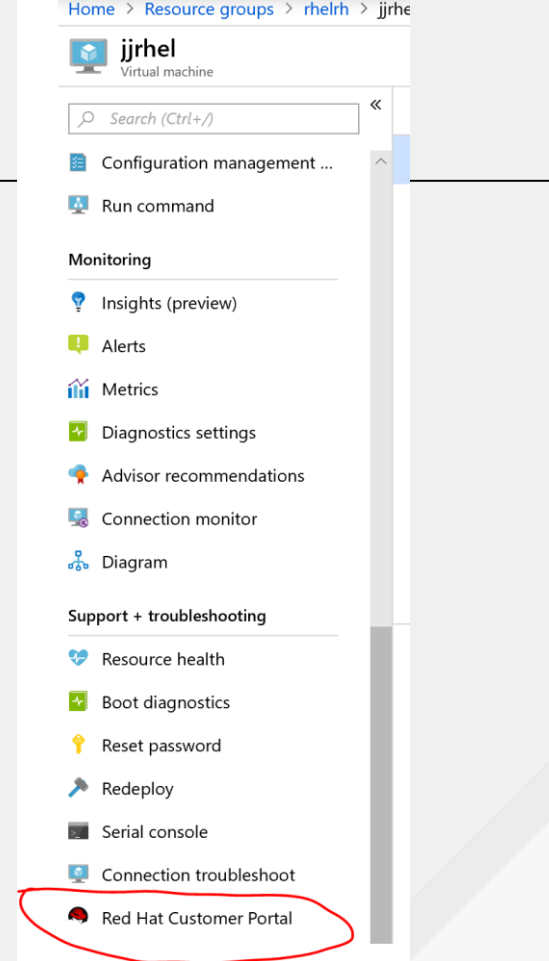 Home > Resource groups > rhelrh > jjrhe
jjrhel
Virtual machine
Search (Ctrl+/)
«
Configuration management ...
Run command
Monitoring
Insights (preview)
Alerts
Metrics
Diagnostics settings
Advisor recommendations
Connection monitor
Diagram
Support + troubleshooting
Resource health
Boot diagnostics
Reset password
Redeploy
Serial console
Connection troubleshoot
Red Hat Customer Portal